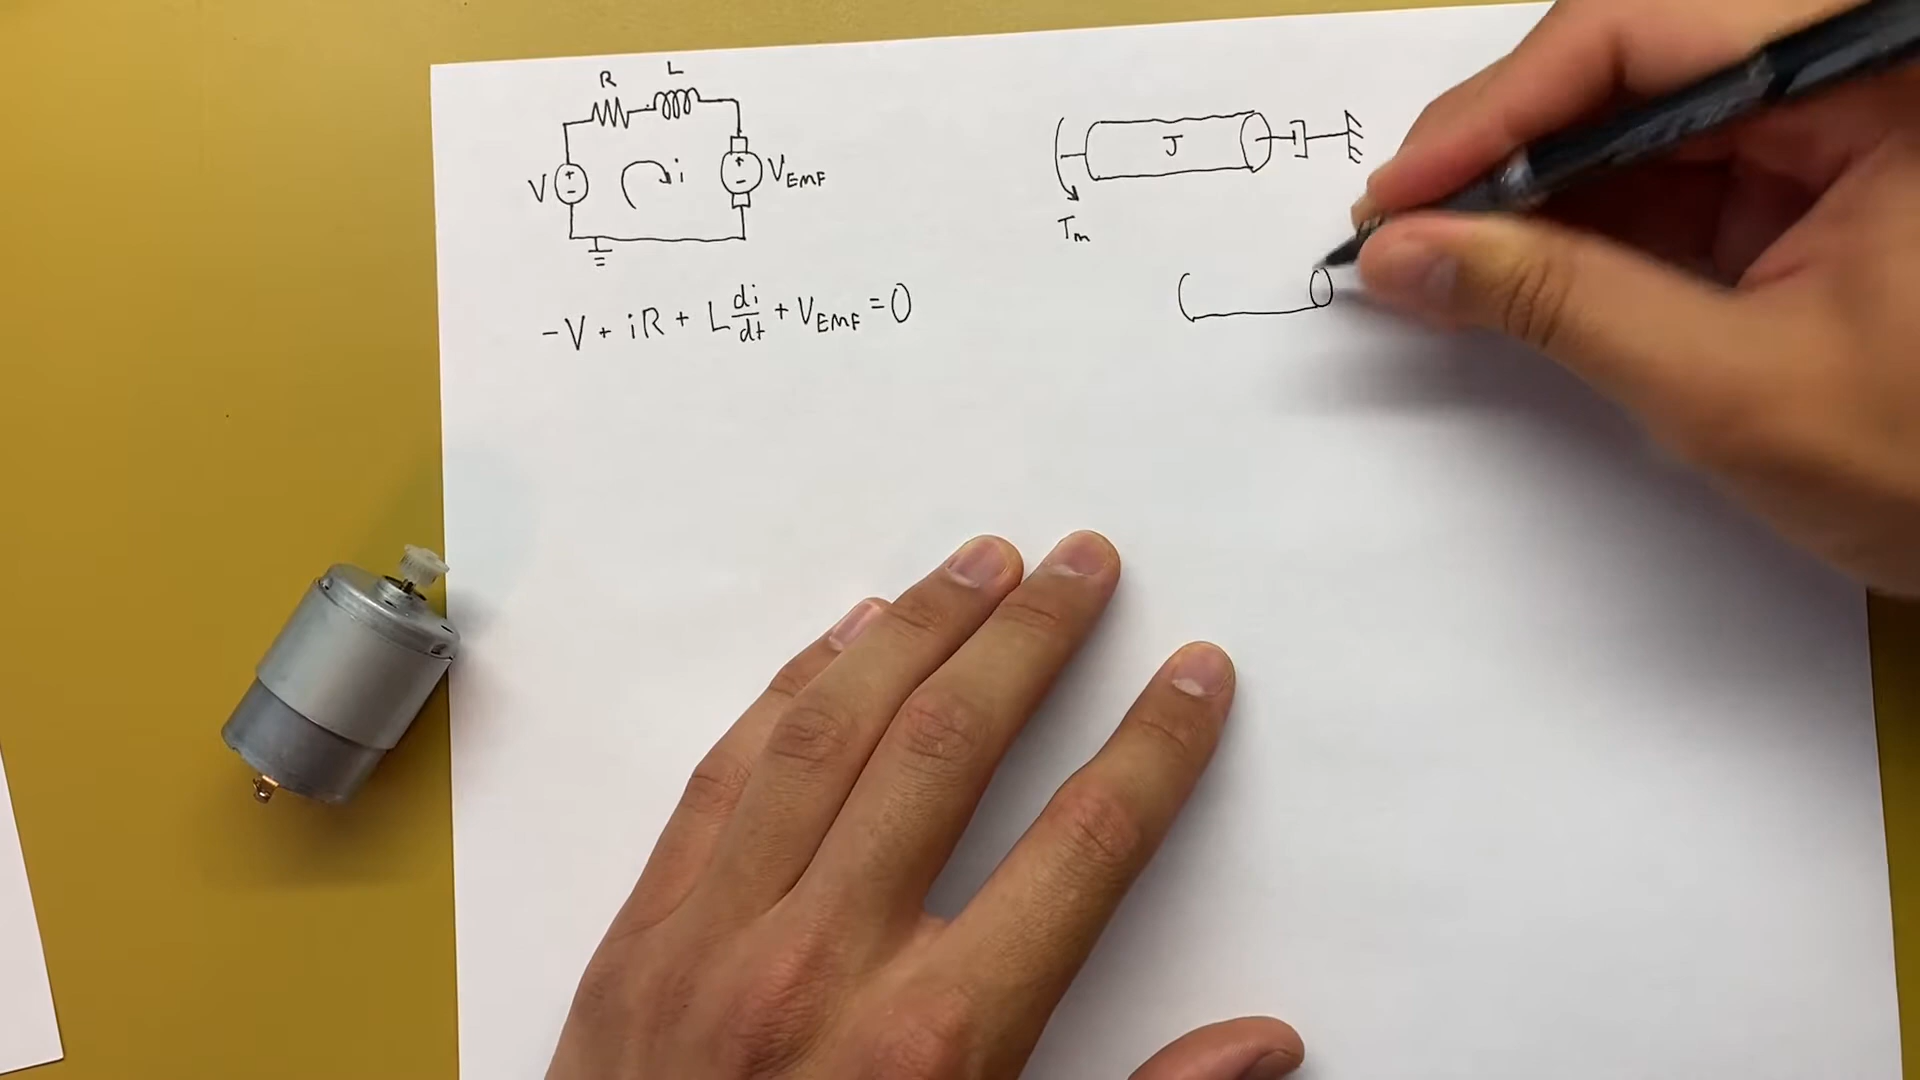 R L
V i V_EMF
-V + iR + L di/dt + V_EMF = 0
J
T_m